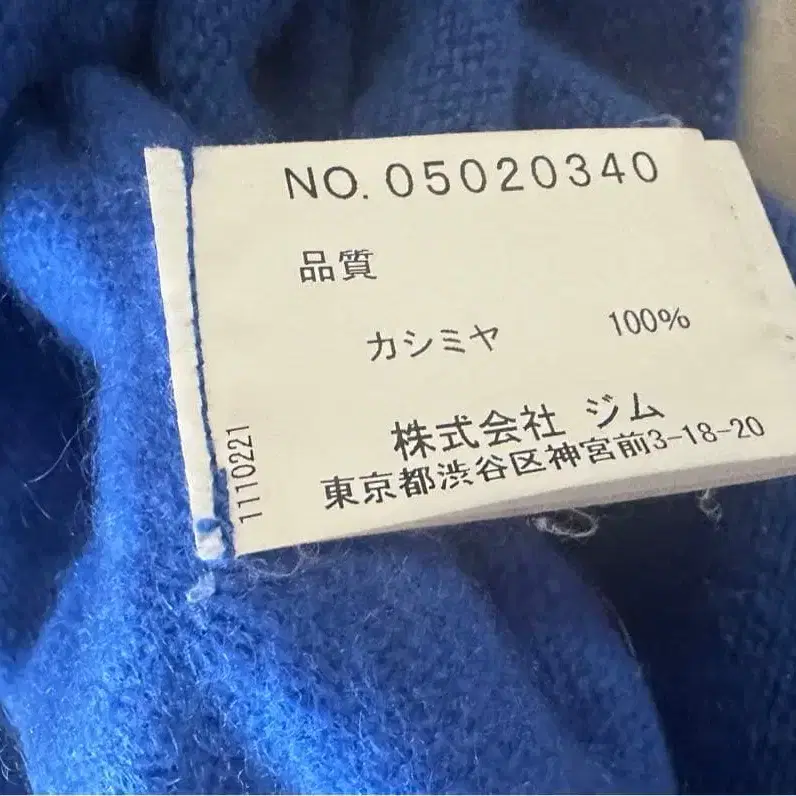 NO. 05020340
品質
カシミヤ 100%
株式会社 ジム
東京都渋谷区神宮前3-18-20
1110221